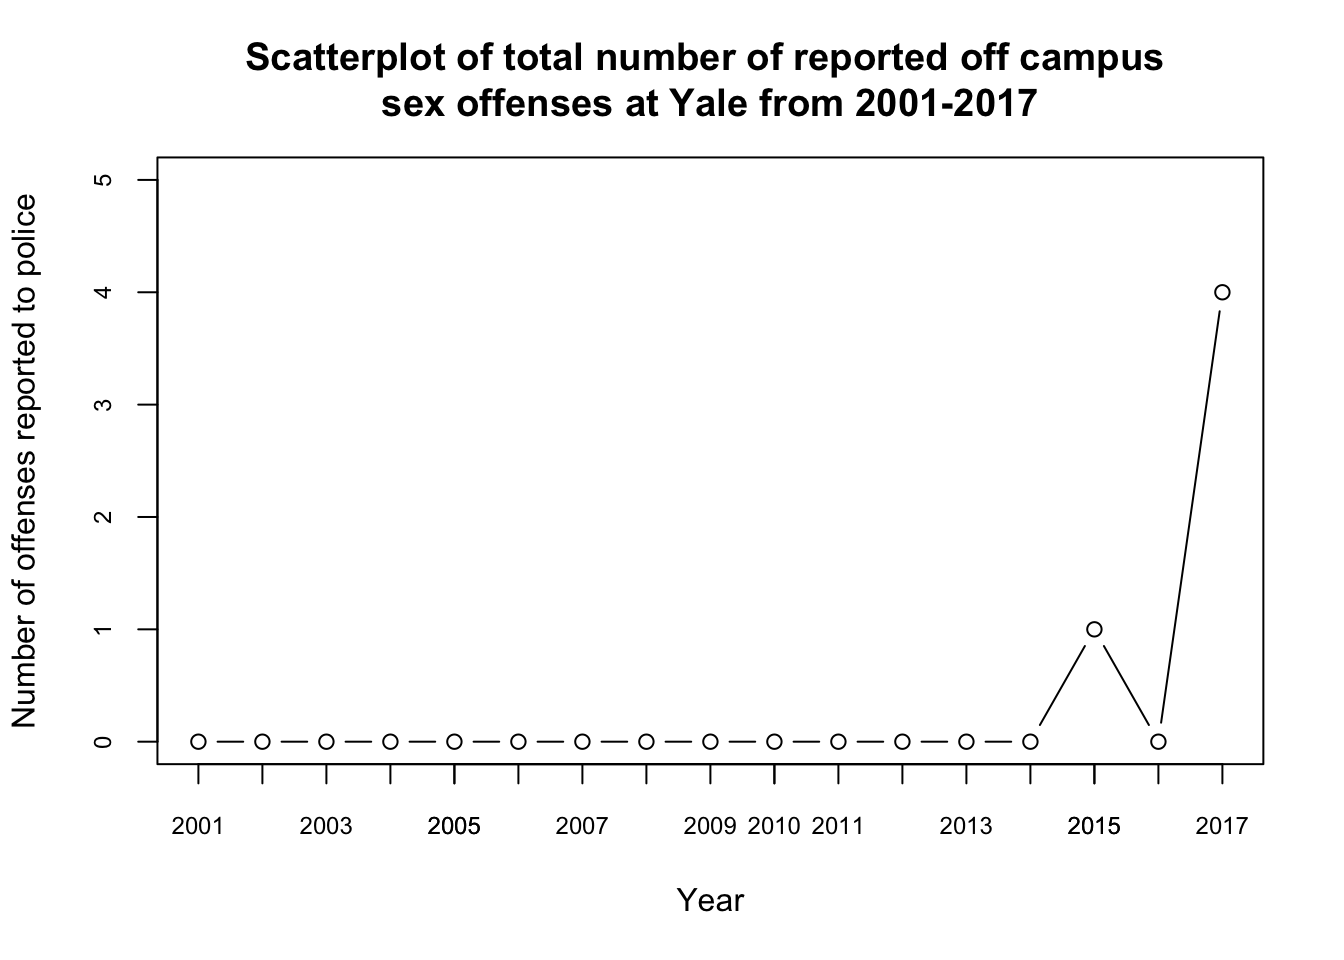 Scatterplot of total number of reported off campus
sex offenses at Yale from 2001-2017
Number of offenses reported to police
5
4
3
2
1
0
2001 2003 2005 2007 2009 2010 2011 2013 2015 2017
Year